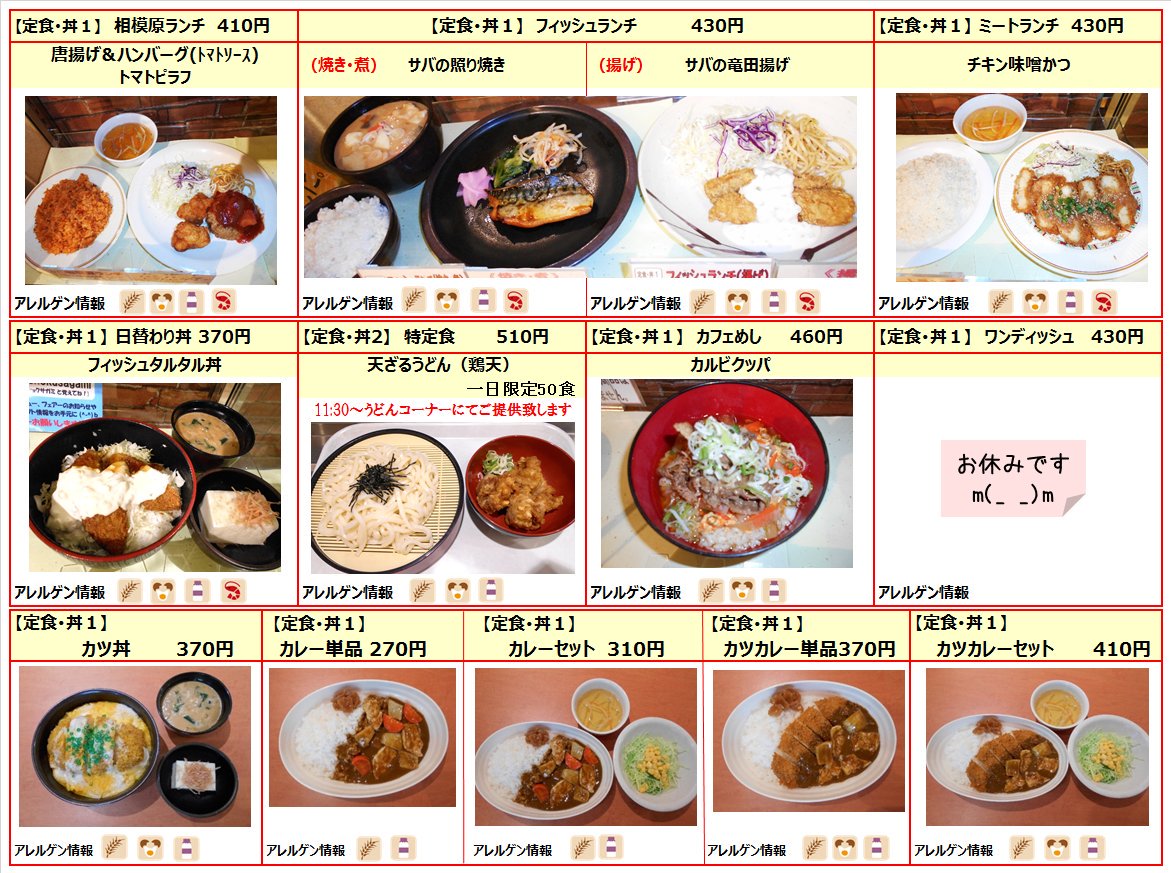 【定食・丼1】 相模原ランチ 410円
唐揚げ＆ハンバーグ(ﾄﾏﾄｿｰｽ)
トマトピラフ
アレルゲン情報
【定食・丼1】 フィッシュランチ 430円
(焼き・煮) サバの照り焼き
(揚げ) サバの竜田揚げ
フィッシュランチ(揚げ)
アレルゲン情報
アレルゲン情報
【定食・丼1】 ミートランチ 430円
チキン味噌かつ
アレルゲン情報
【定食・丼1】 日替わり丼 370円
フィッシュタルタル丼
アレルゲン情報
【定食・丼2】 特定食 510円
天ざるうどん（鶏天）
一日限定50食
11:30～うどんコーナーにてご提供致します
アレルゲン情報
【定食・丼1】 カフェめし 460円
カルビクッパ
アレルゲン情報
【定食・丼1】 ワンディッシュ 430円
お休みです
m(_ _)m
アレルゲン情報
【定食・丼1】
カツ丼 370円
アレルゲン情報
【定食・丼1】
カレー単品 270円
アレルゲン情報
【定食・丼1】
カレーセット 310円
アレルゲン情報
【定食・丼1】
カツカレー単品370円
アレルゲン情報
【定食・丼1】
カツカレーセット 410円
アレルゲン情報